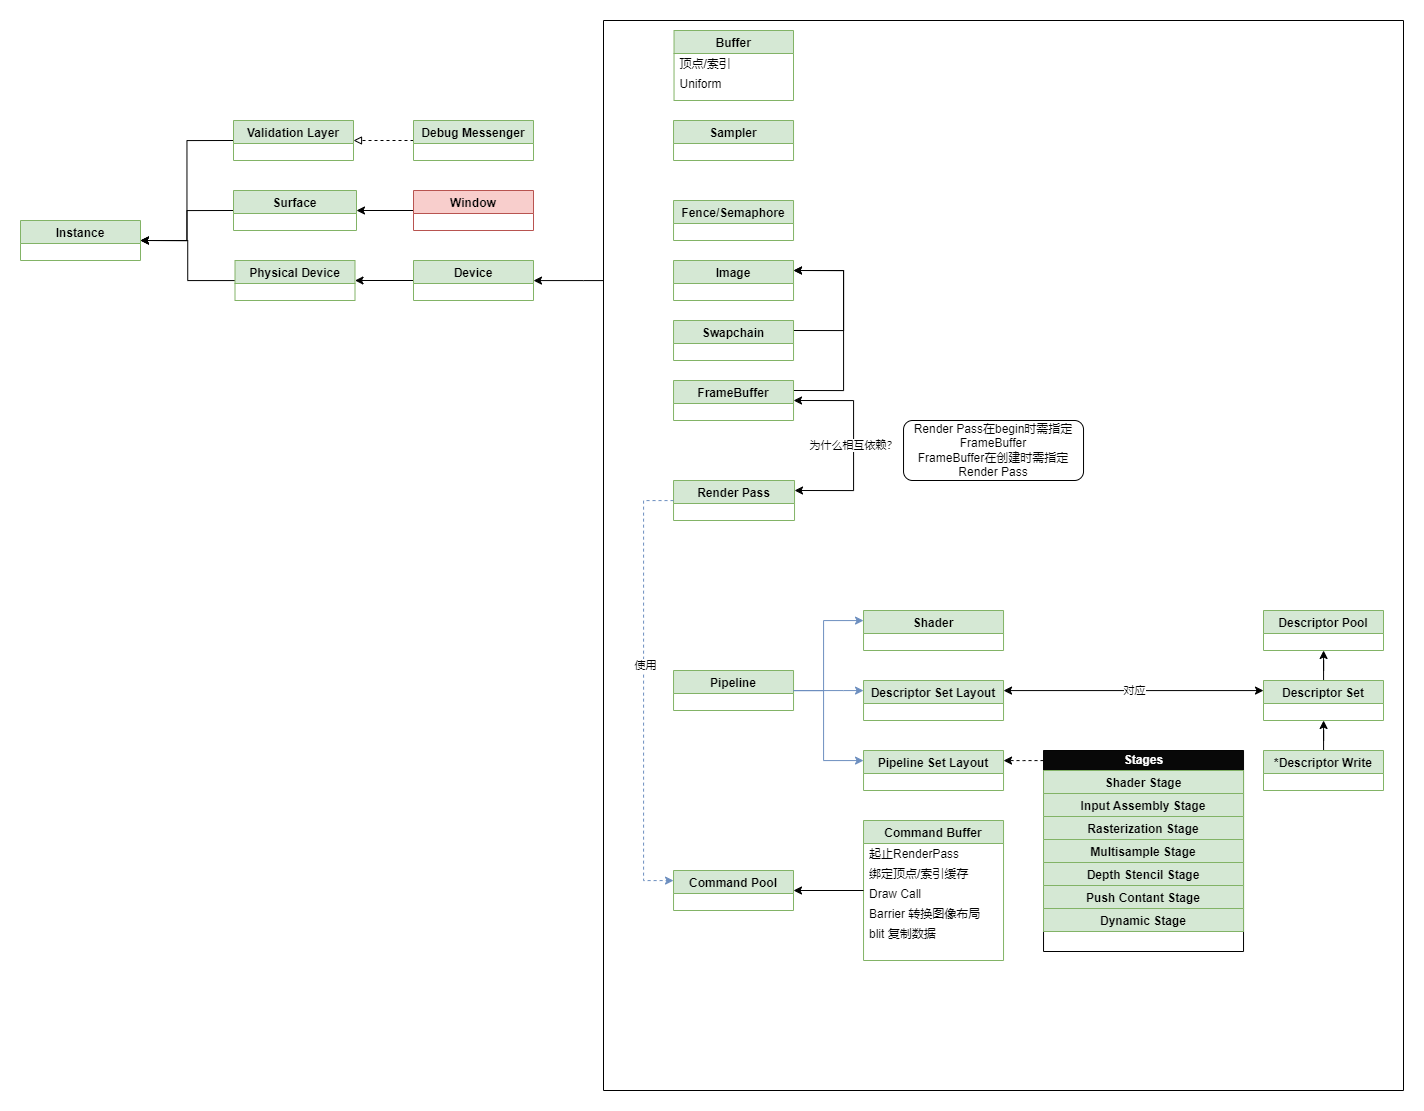 Buffer
顶点/索引
Uniform
Validation Layer
Debug Messenger
Sampler
Surface
Window
Fence/Semaphore
Instance
Physical Device
Device
Image
Swapchain
FrameBuffer
为什么相互依赖？
Render Pass在begin时需指定
FrameBuffer
FrameBuffer在创建时需指定
Render Pass
Render Pass
使用
Shader
Descriptor Pool
Pipeline
Descriptor Set Layout
对应
Descriptor Set
Pipeline Set Layout
Stages
Shader Stage
Input Assembly Stage
Rasterization Stage
Multisample Stage
Depth Stencil Stage
Push Contant Stage
Dynamic Stage
*Descriptor Write
Command Pool
Command Buffer
起止RenderPass
绑定顶点/索引缓存
Draw Call
Barrier 转换图像布局
blit 复制数据